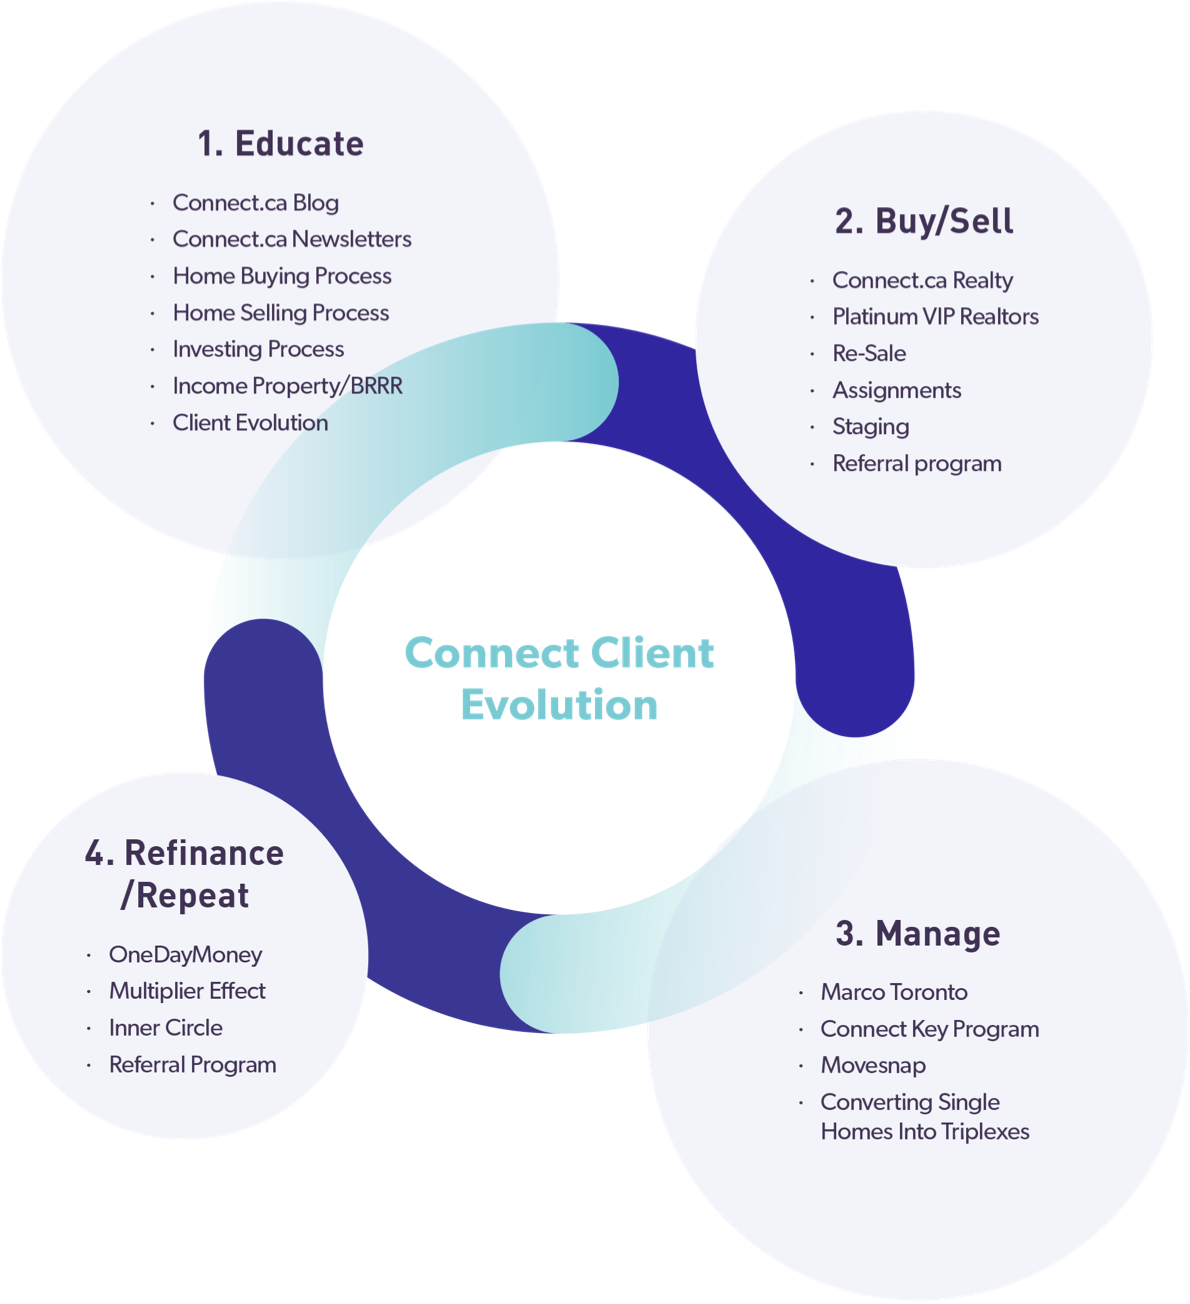 1. Educate
· Connect.ca Blog
· Connect.ca Newsletters
· Home Buying Process
· Home Selling Process
· Investing Process
· Income Property/BRRR
· Client Evolution
2. Buy/Sell
· Connect.ca Realty
· Platinum VIP Realtors
· Re-Sale
· Assignments
· Staging
· Referral program
Connect Client
Evolution
3. Manage
· Marco Toronto
· Connect Key Program
· Movesnap
· Converting Single
Homes Into Triplexes
4. Refinance
/Repeat
· OneDayMoney
· Multiplier Effect
· Inner Circle
· Referral Program